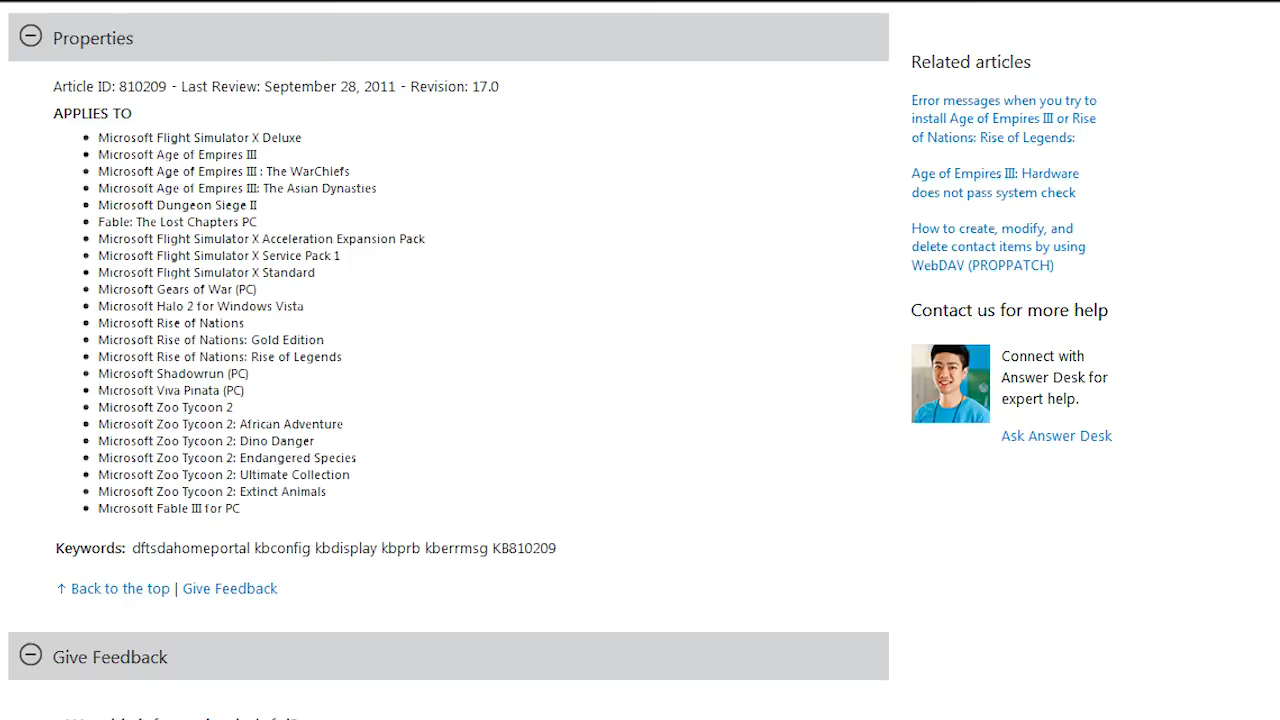 Properties
Article ID: 810209 - Last Review: September 28, 2011 - Revision: 17.0
APPLIES TO
Microsoft Flight Simulator X Deluxe
Microsoft Age of Empires III
Microsoft Age of Empires III : The WarChiefs
Microsoft Age of Empires III: The Asian Dynasties
Microsoft Dungeon Siege II
Fable: The Lost Chapters PC
Microsoft Flight Simulator X Acceleration Expansion Pack
Microsoft Flight Simulator X Service Pack 1
Microsoft Flight Simulator X Standard
Microsoft Gears of War (PC)
Microsoft Halo 2 for Windows Vista
Microsoft Rise of Nations
Microsoft Rise of Nations: Gold Edition
Microsoft Rise of Nations: Rise of Legends
Microsoft Shadowrun (PC)
Microsoft Viva Pinata (PC)
Microsoft Zoo Tycoon 2
Microsoft Zoo Tycoon 2: African Adventure
Microsoft Zoo Tycoon 2: Dino Danger
Microsoft Zoo Tycoon 2: Endangered Species
Microsoft Zoo Tycoon 2: Ultimate Collection
Microsoft Zoo Tycoon 2: Extinct Animals
Microsoft Fable III for PC
Keywords: dftsdahomeportal kbconfig kbdisplay kbprb kberrmsg KB810209
↑ Back to the top | Give Feedback
Give Feedback
Related articles
Error messages when you try to
install Age of Empires III or Rise
of Nations: Rise of Legends:
Age of Empires III: Hardware
does not pass system check
How to create, modify, and
delete contact items by using
WebDAV (PROPPATCH)
Contact us for more help
Connect with
Answer Desk for
expert help.
Ask Answer Desk